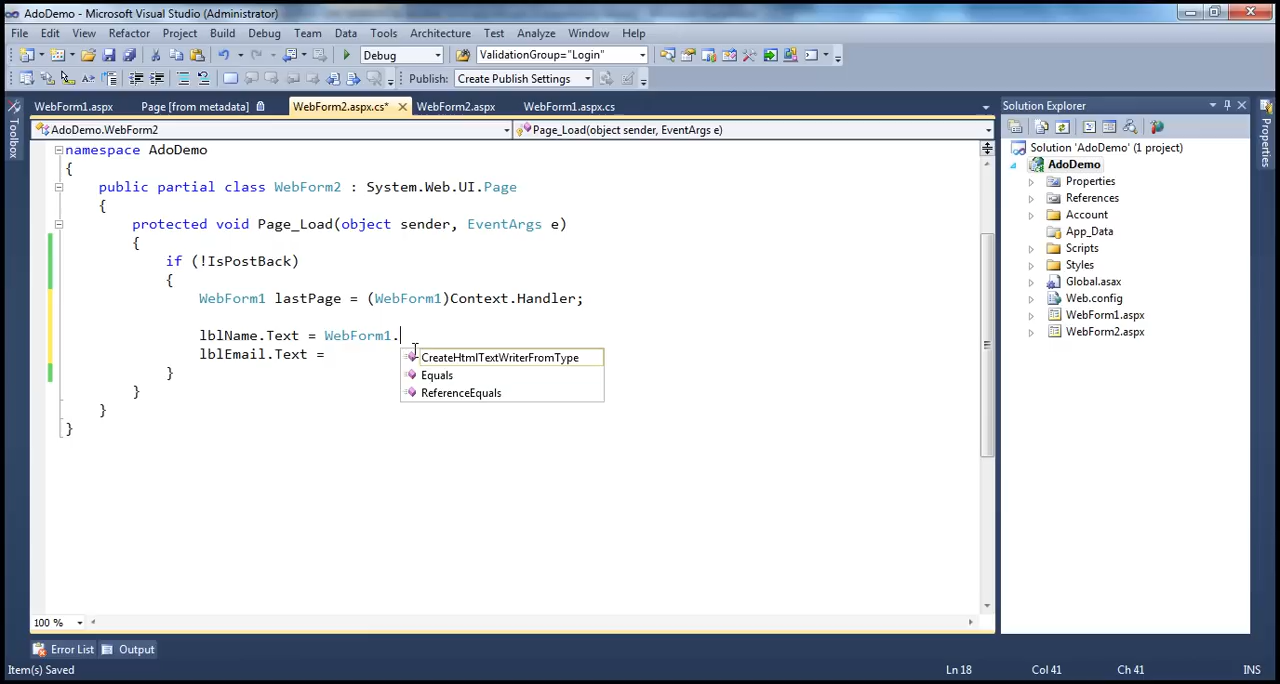 AdoDemo - Microsoft Visual Studio (Administrator)
File Edit View Refactor Project Build Debug Team Data Tools Architecture Test Analyze Window Help
Debug ValidationGroup="Login"
Publish: Create Publish Settings
WebForm1.aspx Page [from metadata] WebForm2.aspx.cs* WebForm2.aspx WebForm1.aspx.cs
AdoDemo.WebForm2 Page_Load(object sender, EventArgs e)
namespace AdoDemo
{
public partial class WebForm2 : System.Web.UI.Page
{
protected void Page_Load(object sender, EventArgs e)
{
if (!IsPostBack)
{
WebForm1 lastPage = (WebForm1)Context.Handler;
lblName.Text = WebForm1.
lblEmail.Text =
}
}
}
}
CreateHtmlTextWriterFromType
Equals
ReferenceEquals
100 %
Toolbox
Solution Explorer
Solution 'AdoDemo' (1 project)
AdoDemo
Properties
References
Account
App_Data
Scripts
Styles
Global.asax
Web.config
WebForm1.aspx
WebForm2.aspx
Properties
Error List Output
Item(s) Saved Ln 18 Col 41 Ch 41 INS